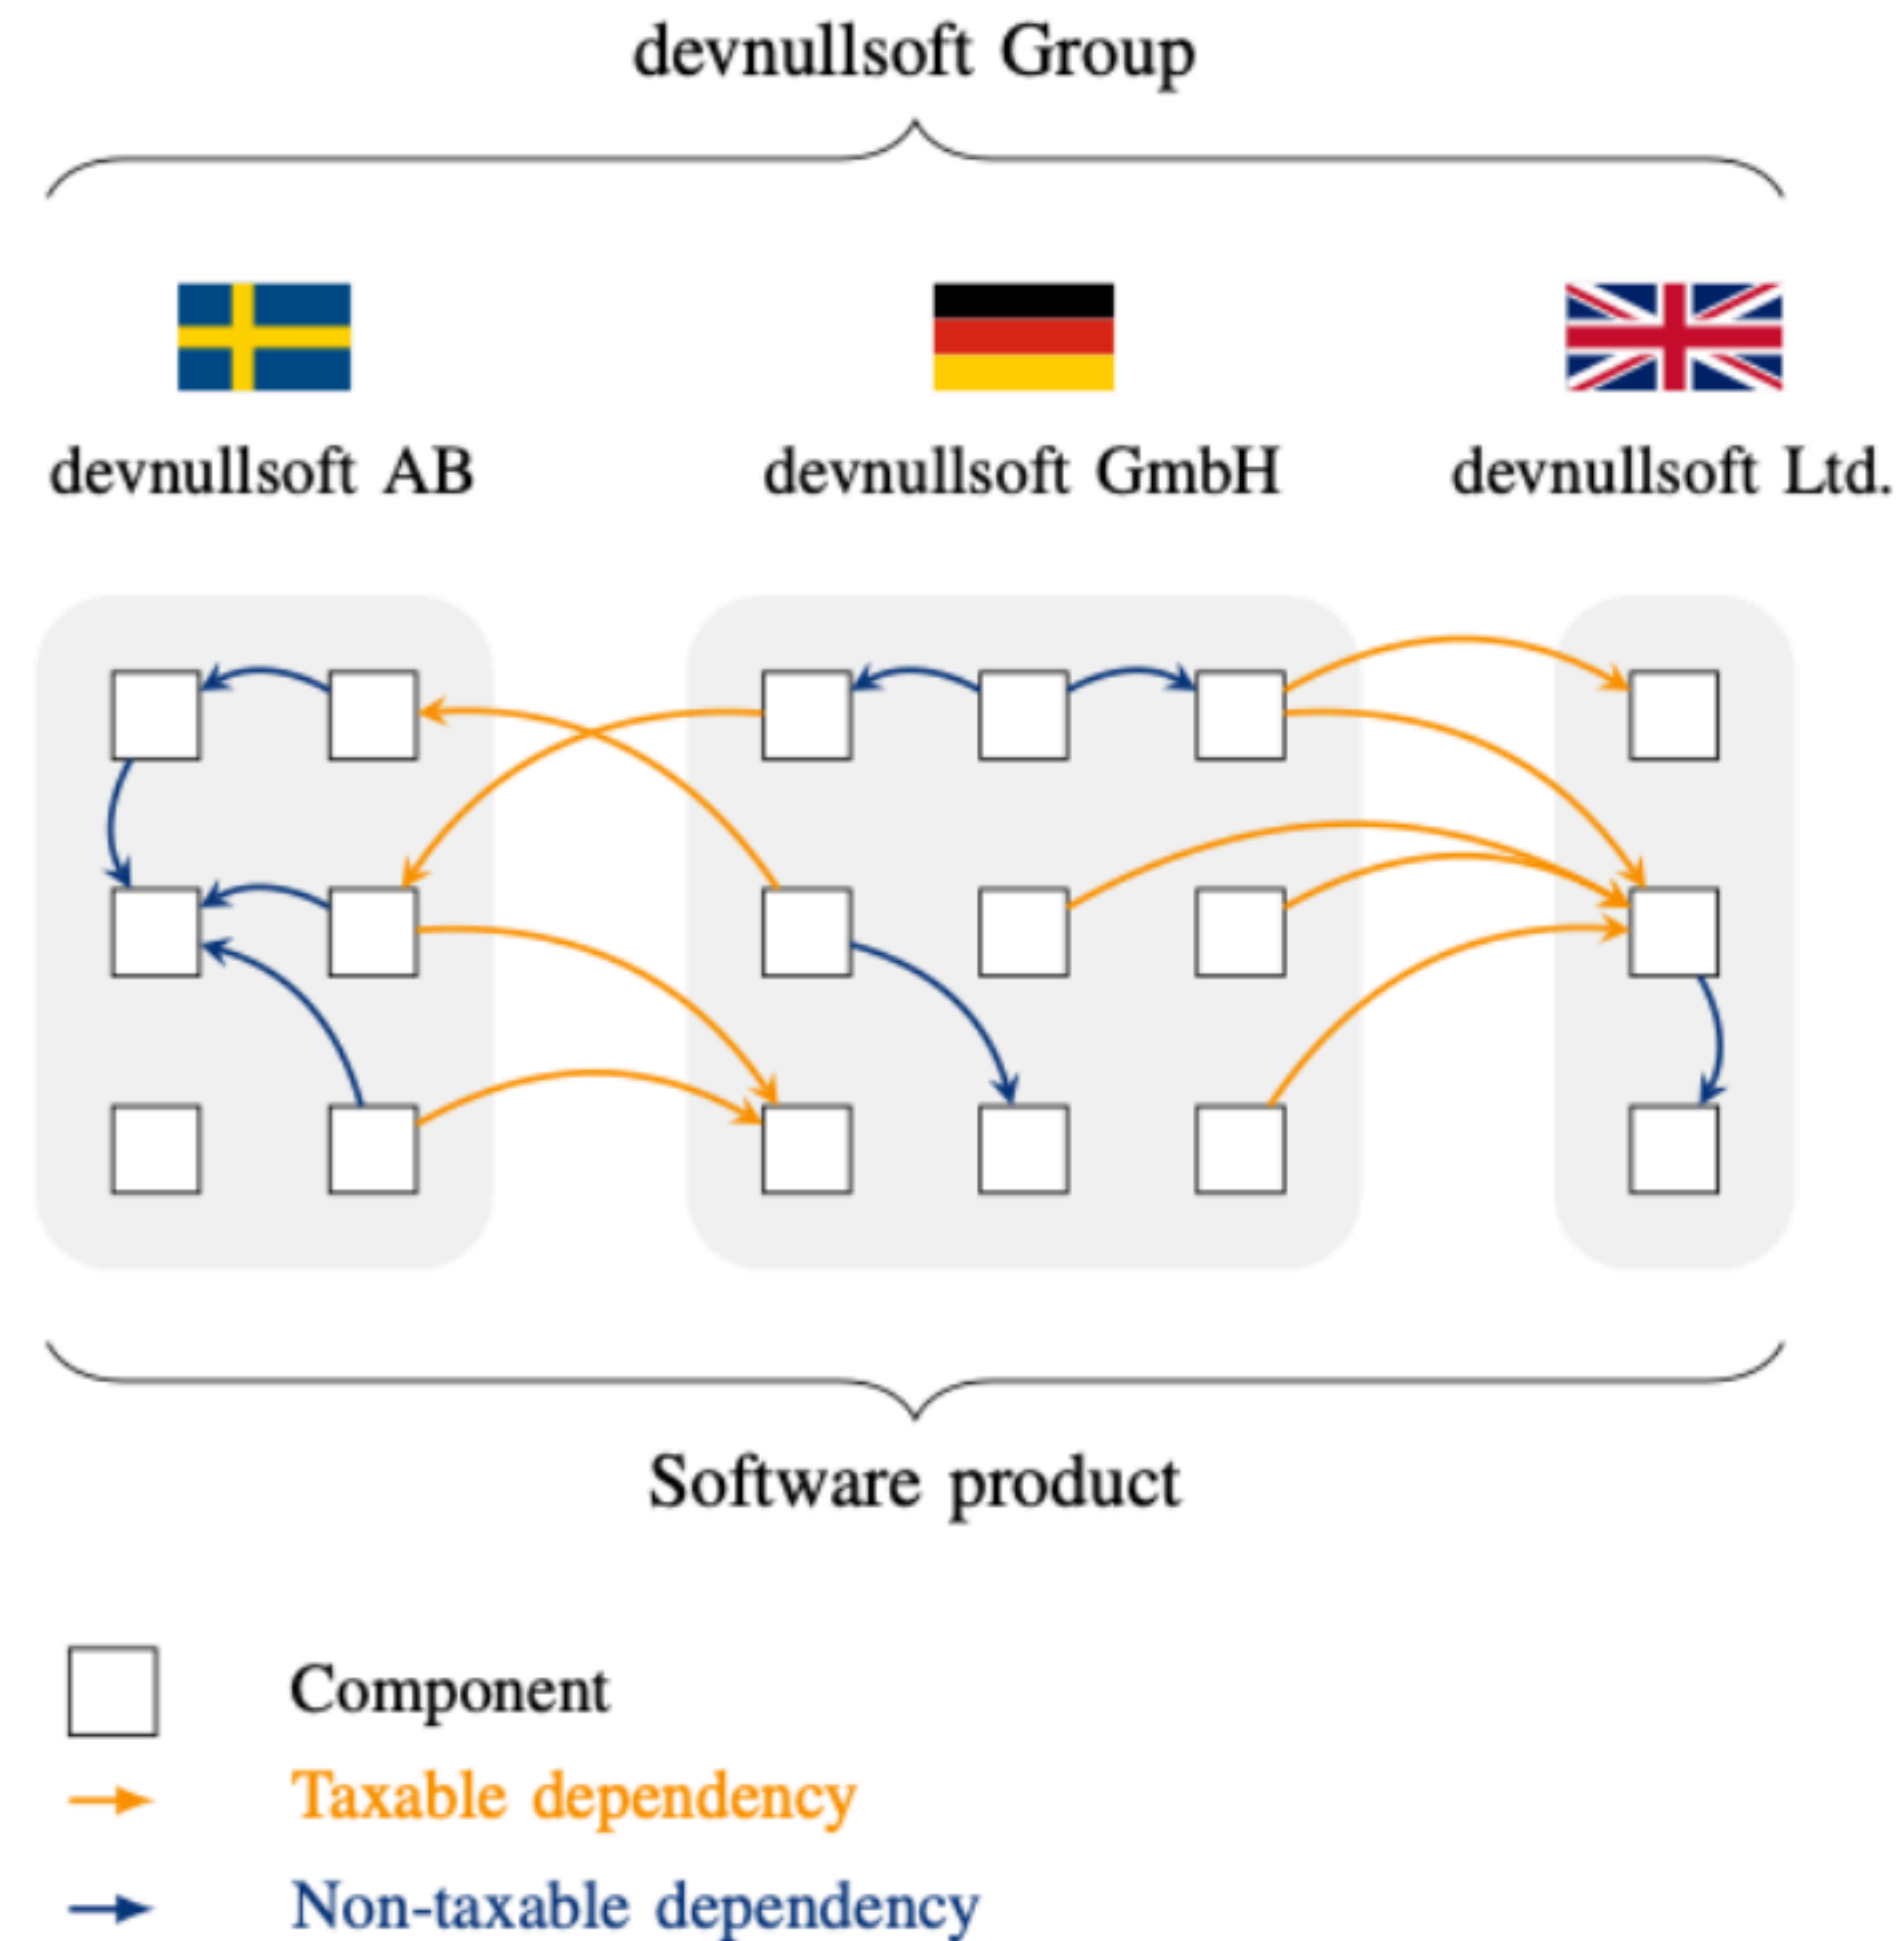 devnullsoft Group
devnullsoft AB
devnullsoft GmbH
devnullsoft Ltd.
Software product
Component
Taxable dependency
Non-taxable dependency